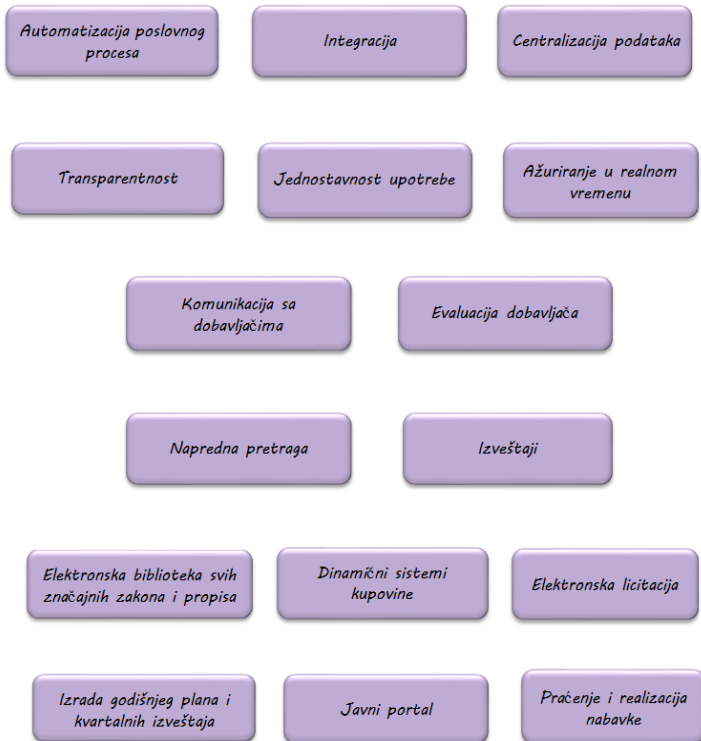 Automatizacija poslovnog
procesa
Integracija
Centralizacija podataka
Transparentnost
Jednostavnost upotrebe
Ažuriranje u realnom
vremenu
Komunikacija sa
dobavljačima
Evaluacija dobavljača
Napredna pretraga
Izveštaji
Elektronska biblioteka svih
značajnih zakona i propisa
Dinamični sistemi
kupovine
Elektronska licitacija
Izrada godišnjeg plana i
kvartalnih izveštaja
Javni portal
Praćenje i realizacija
nabavke